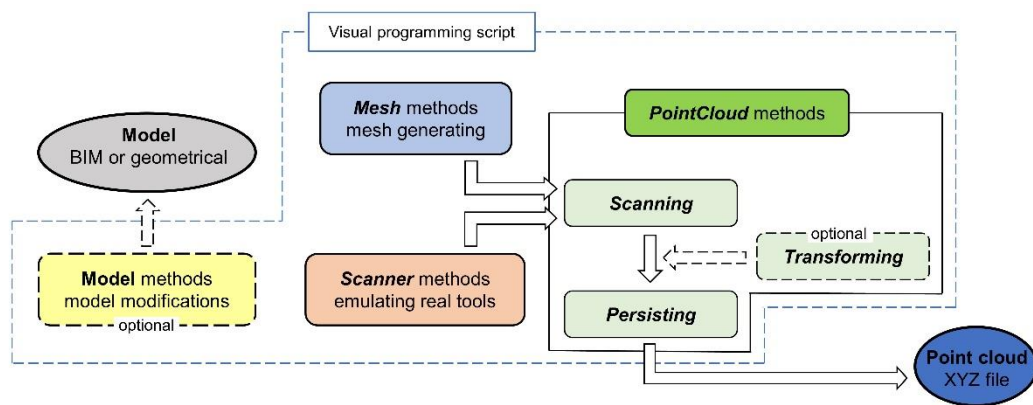 Visual programming script
Mesh methods
mesh generating
PointCloud methods
Model
BIM or geometrical
Scanning
optional
Transforming
Model methods
model modifications
optional
Scanner methods
emulating real tools
Persisting
Point cloud
XYZ file